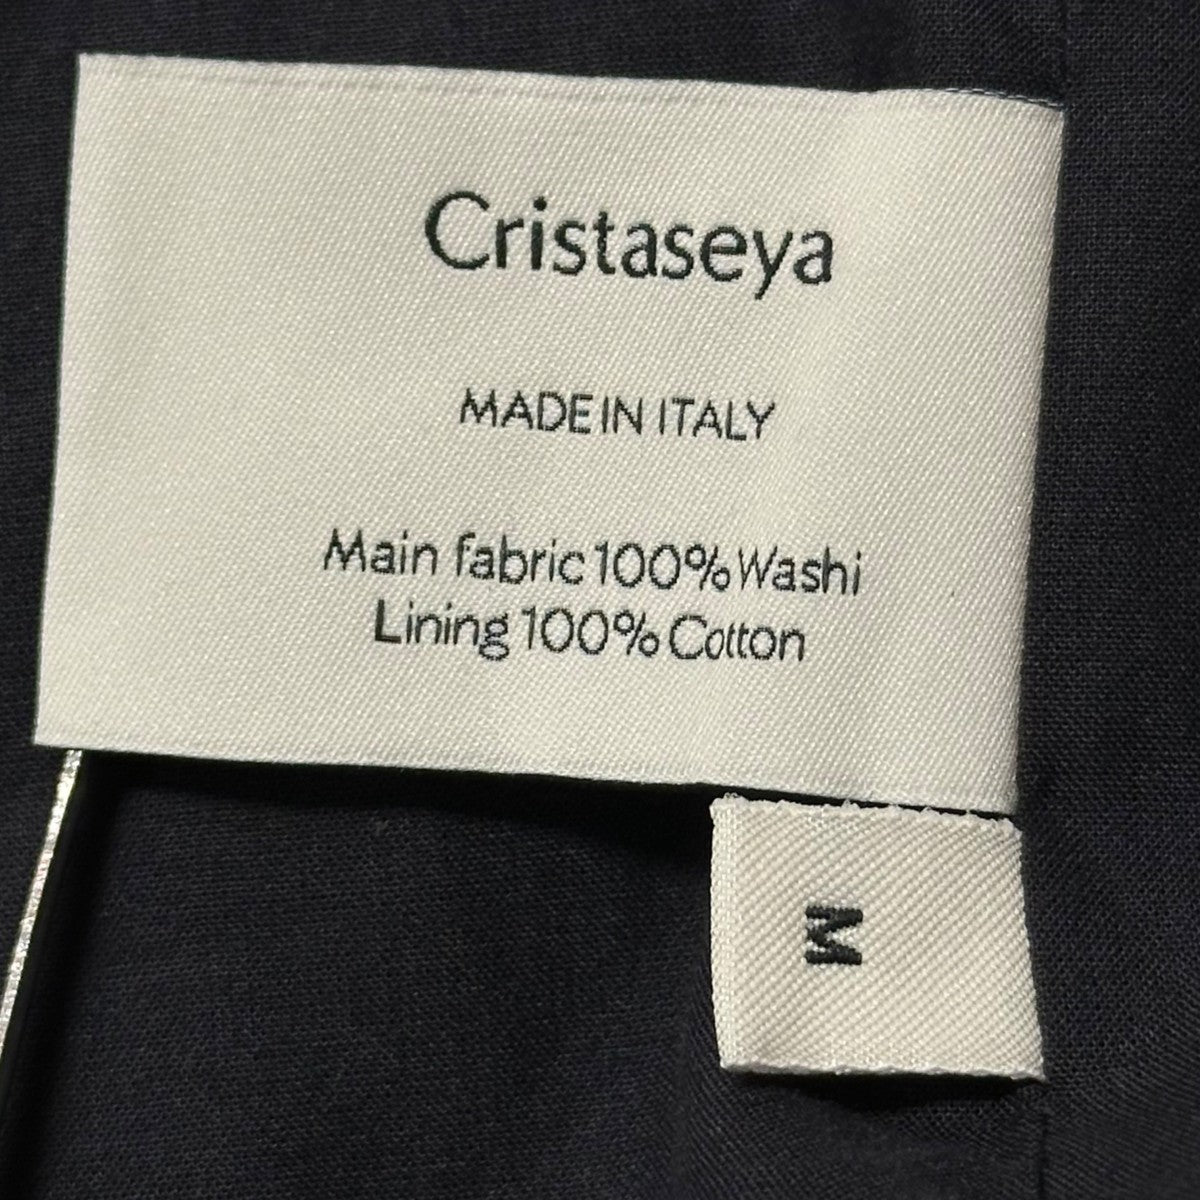 Cristaseya
MADE IN ITALY
Main fabric 100% Washi
Lining 100% Cotton
M